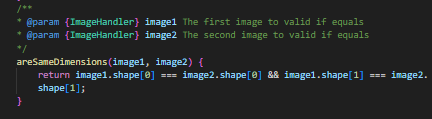 /**
* @param {ImageHandler} image1 The first image to valid if equals
* @param {ImageHandler} image2 The second image to valid if equals
*/
areSameDimensions(image1, image2) {
return image1.shape[0] === image2.shape[0] && image1.shape[1] === image2.
shape[1];
}